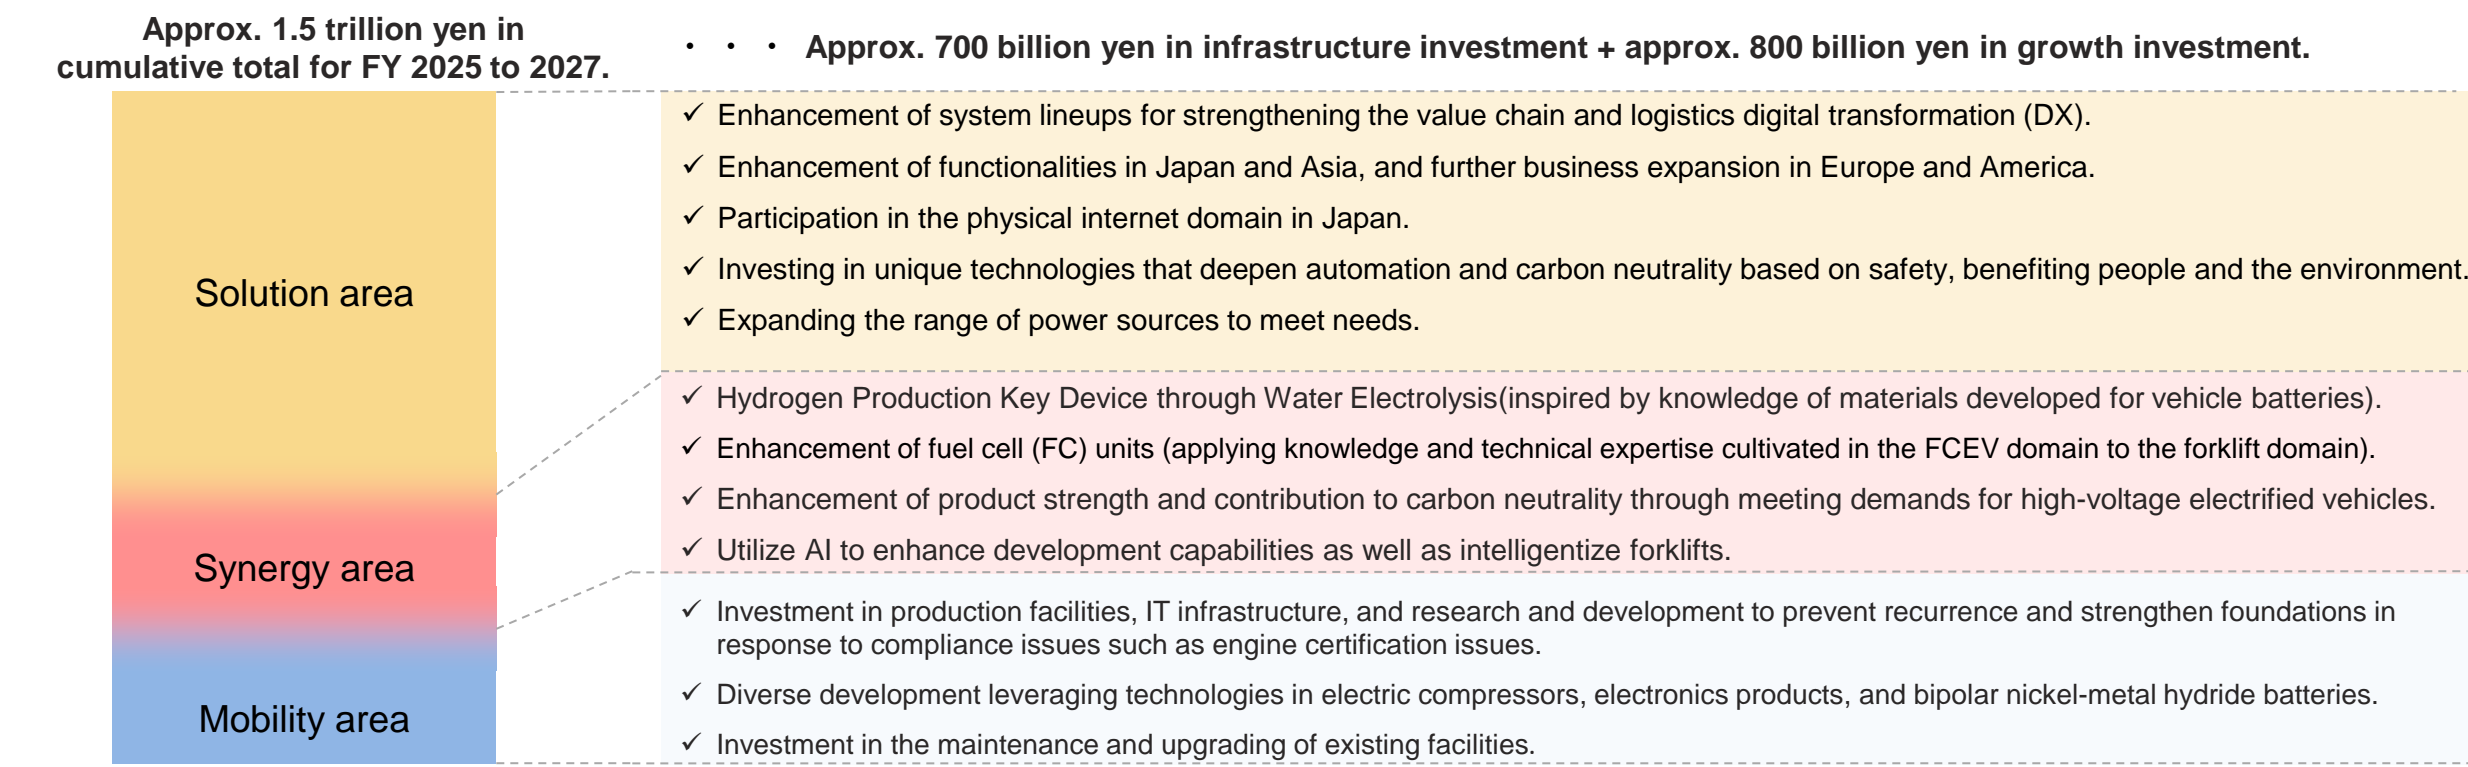 Approx. 1.5 trillion yen in
cumulative total for FY 2025 to 2027.
・・・ Approx. 700 billion yen in infrastructure investment + approx. 800 billion yen in growth investment.
Solution area
✓ Enhancement of system lineups for strengthening the value chain and logistics digital transformation (DX).
✓ Enhancement of functionalities in Japan and Asia, and further business expansion in Europe and America.
✓ Participation in the physical internet domain in Japan.
✓ Investing in unique technologies that deepen automation and carbon neutrality based on safety, benefiting people and the environment.
✓ Expanding the range of power sources to meet needs.
Synergy area
✓ Hydrogen Production Key Device through Water Electrolysis(inspired by knowledge of materials developed for vehicle batteries).
✓ Enhancement of fuel cell (FC) units (applying knowledge and technical expertise cultivated in the FCEV domain to the forklift domain).
✓ Enhancement of product strength and contribution to carbon neutrality through meeting demands for high-voltage electrified vehicles.
✓ Utilize AI to enhance development capabilities as well as intelligentize forklifts.
Mobility area
✓ Investment in production facilities, IT infrastructure, and research and development to prevent recurrence and strengthen foundations in
response to compliance issues such as engine certification issues.
✓ Diverse development leveraging technologies in electric compressors, electronics products, and bipolar nickel-metal hydride batteries.
✓ Investment in the maintenance and upgrading of existing facilities.